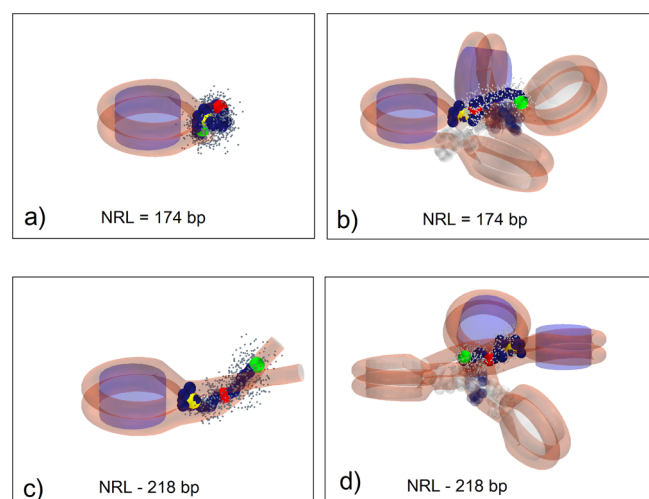 a)
NRL = 174 bp
b)
NRL = 174 bp
c)
NRL - 218 bp
d)
NRL - 218 bp